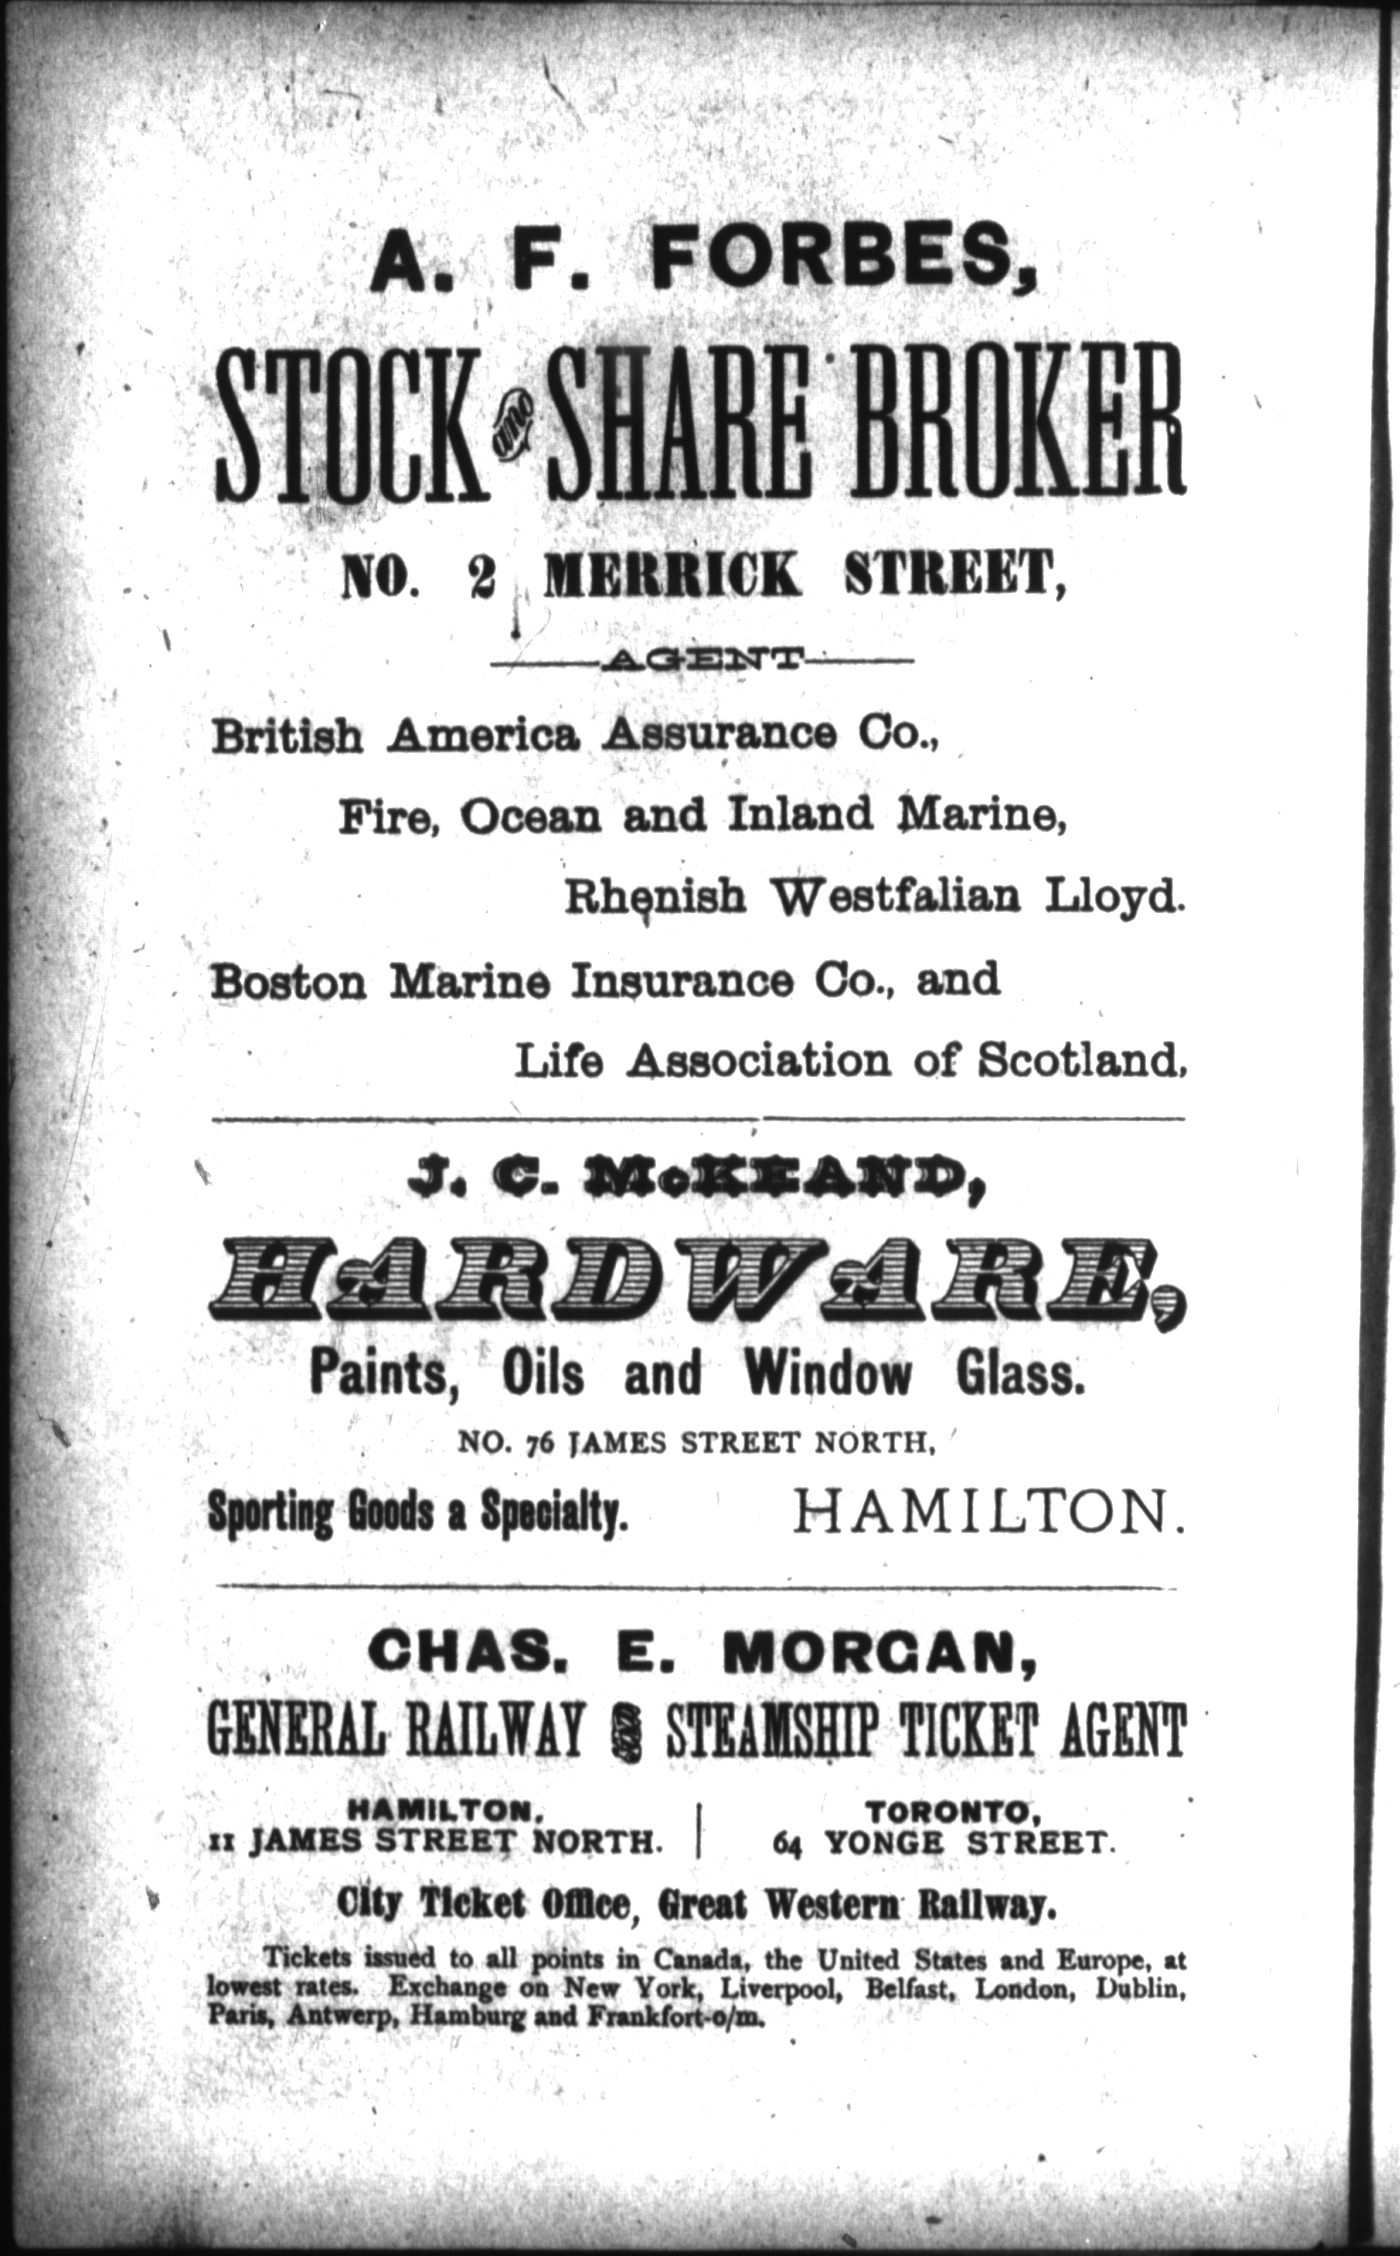 A. F. FORBES,
STOCK AND SHARE BROKER
NO. 2 MERRICK STREET,
AGENT
British America Assurance Co.,
Fire, Ocean and Inland Marine,
Rhenish Westfalian Lloyd.
Boston Marine Insurance Co., and
Life Association of Scotland,
J. C. McKEAND,
HARDWARE,
Paints, Oils and Window Glass.
NO. 76 JAMES STREET NORTH,
Sporting Goods a Specialty. HAMILTON.
CHAS. E. MORGAN,
GENERAL RAILWAY AND STEAMSHIP TICKET AGENT
HAMILTON, TORONTO,
11 JAMES STREET NORTH. 64 YONGE STREET.
City Ticket Office, Great Western Railway.
Tickets issued to all points in Canada, the United States and Europe, at
lowest rates. Exchange on New York, Liverpool, Belfast, London, Dublin,
Paris, Antwerp, Hamburg and Frankfort-o/m.